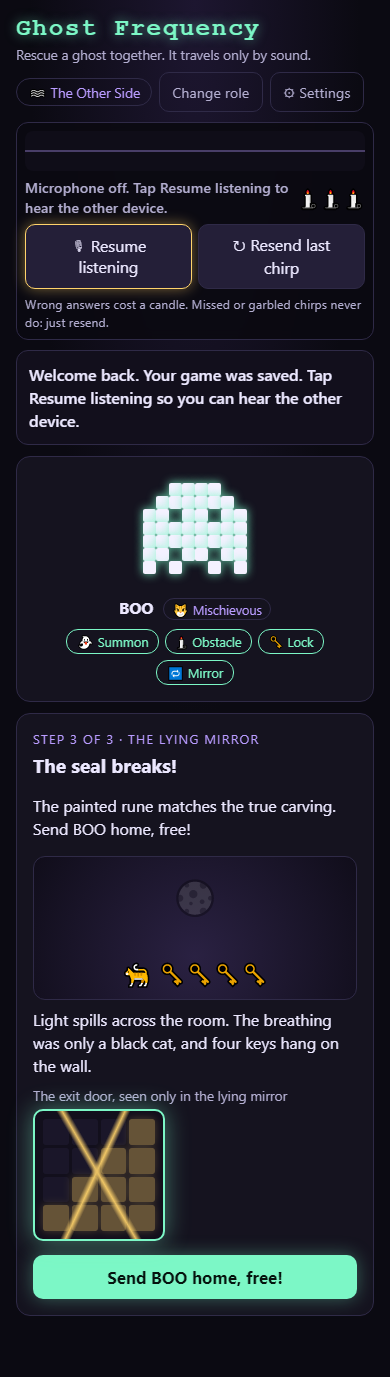 Ghost Frequency
Rescue a ghost together. It travels only by sound.
The Other Side
Change role
Settings
Microphone off. Tap Resume listening to
hear the other device.
Resume
listening
Resend last
chirp
Wrong answers cost a candle. Missed or garbled chirps never
do: just resend.
Welcome back. Your game was saved. Tap
Resume listening so you can hear the other
device.
BOO
Mischievous
Summon
Obstacle
Lock
Mirror
STEP 3 OF 3 · THE LYING MIRROR
The seal breaks!
The painted rune matches the true carving.
Send BOO home, free!
Light spills across the room. The breathing
was only a black cat, and four keys hang on
the wall.
The exit door, seen only in the lying mirror
Send BOO home, free!